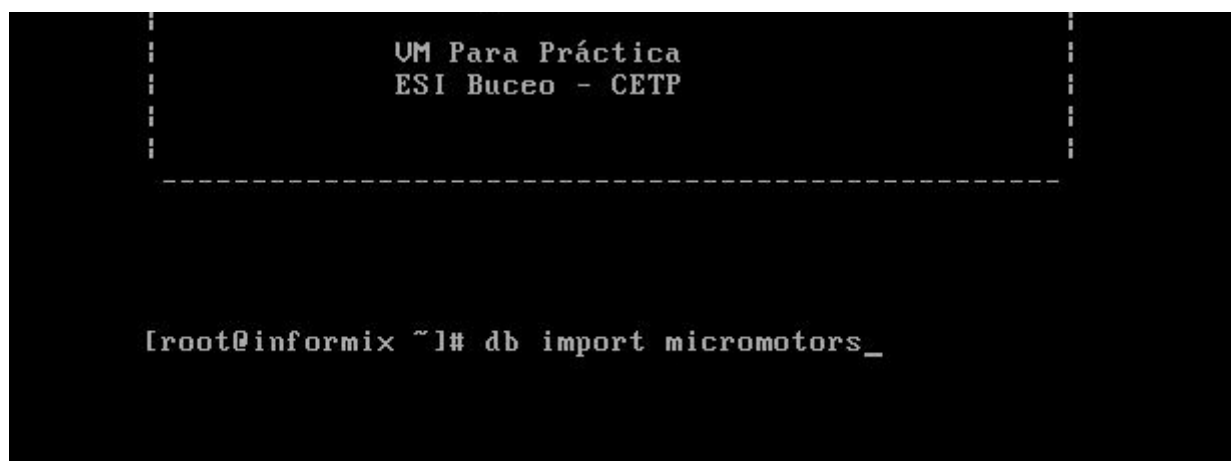 VM Para Práctica
ESI Buceo - CETP
[root@informix ~]# db import micromotors_